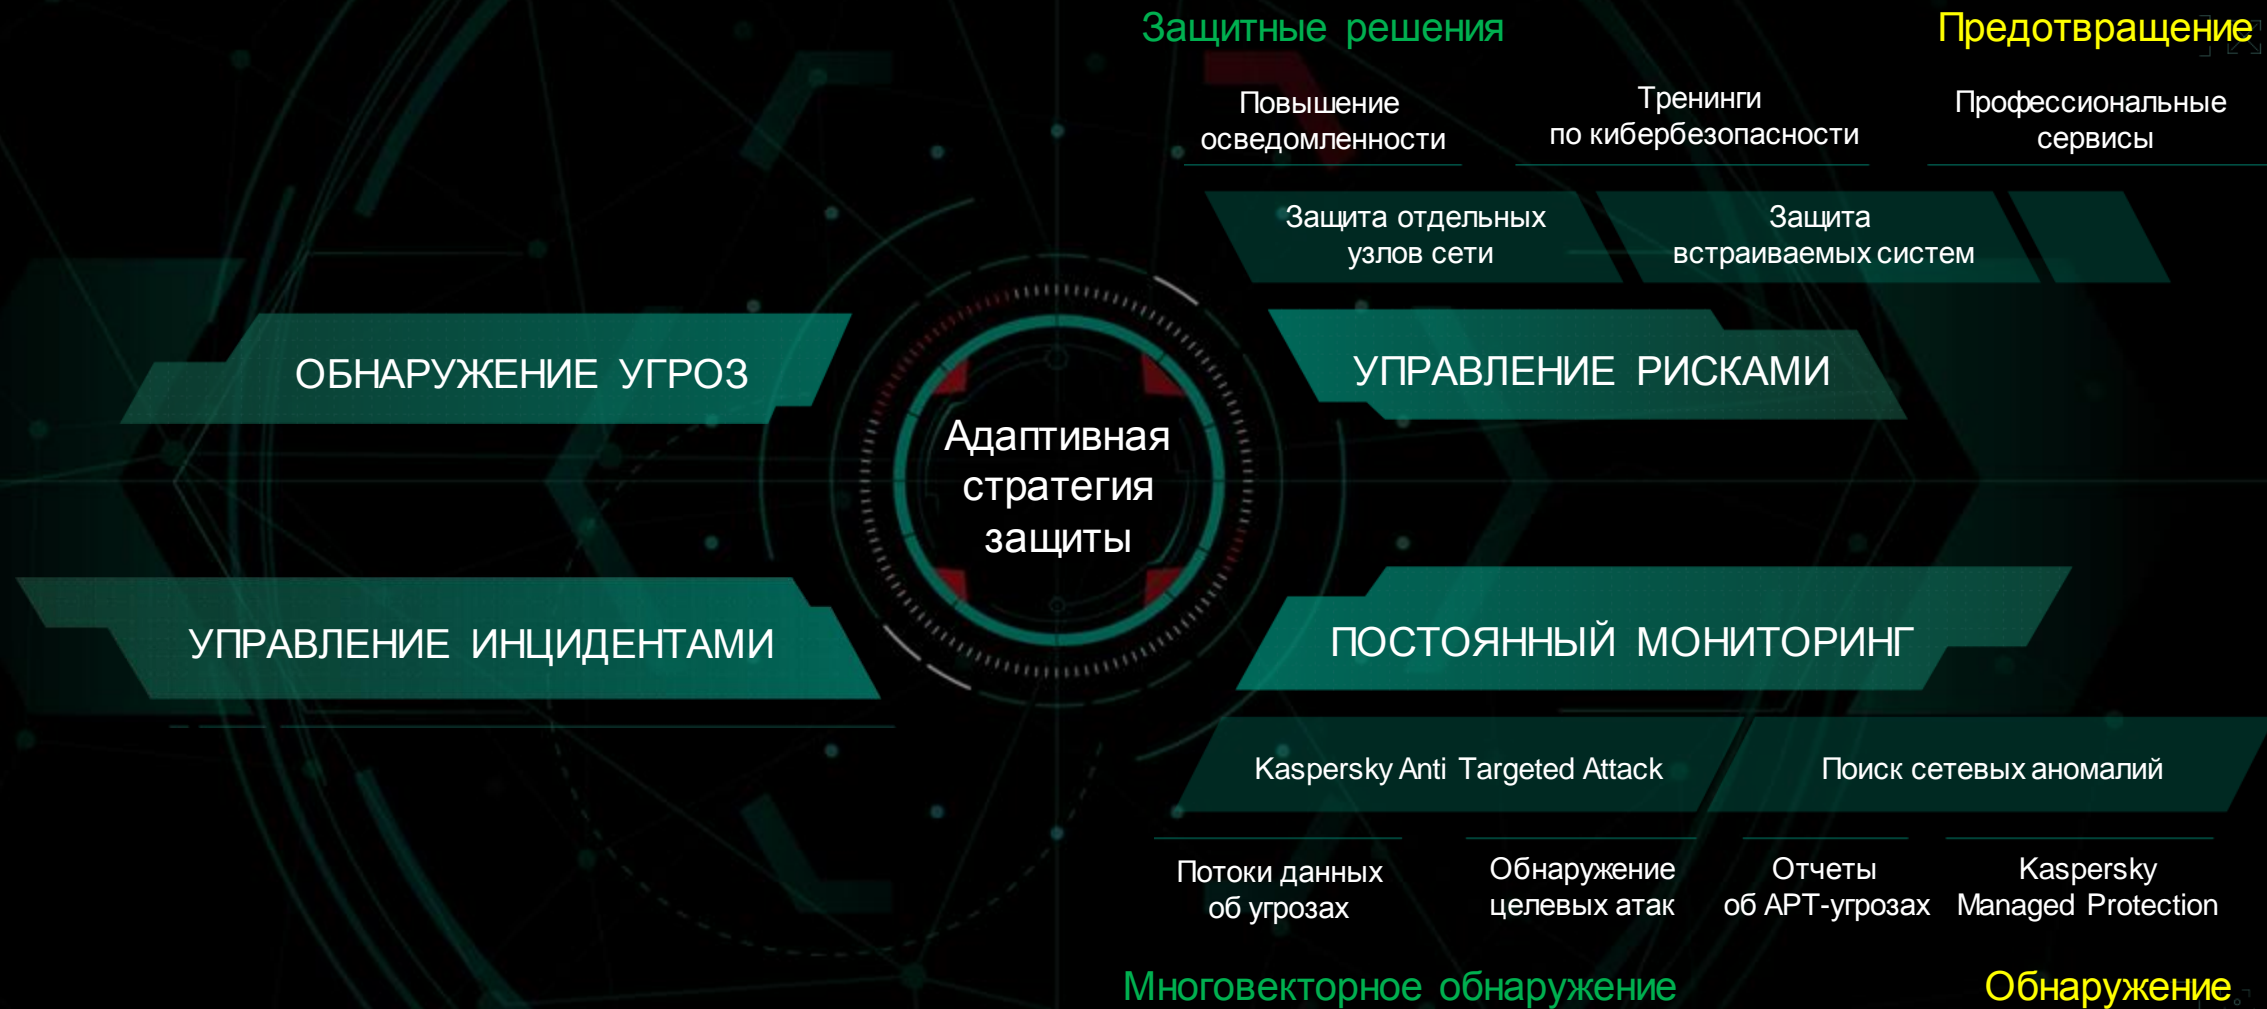 Защитные решения
Предотвращение
Повышение
осведомленности
Тренинги
по кибербезопасности
Профессиональные
сервисы
Защита отдельных
узлов сети
Защита
встраиваемых систем
ОБНАРУЖЕНИЕ УГРОЗ
УПРАВЛЕНИЕ РИСКАМИ
Адаптивная
стратегия
защиты
УПРАВЛЕНИЕ ИНЦИДЕНТАМИ
ПОСТОЯННЫЙ МОНИТОРИНГ
Kaspersky Anti Targeted Attack
Поиск сетевых аномалий
Потоки данных
об угрозах
Обнаружение
целевых атак
Отчеты
об APT-угрозах
Kaspersky
Managed Protection
Многовекторное обнаружение
Обнаружение